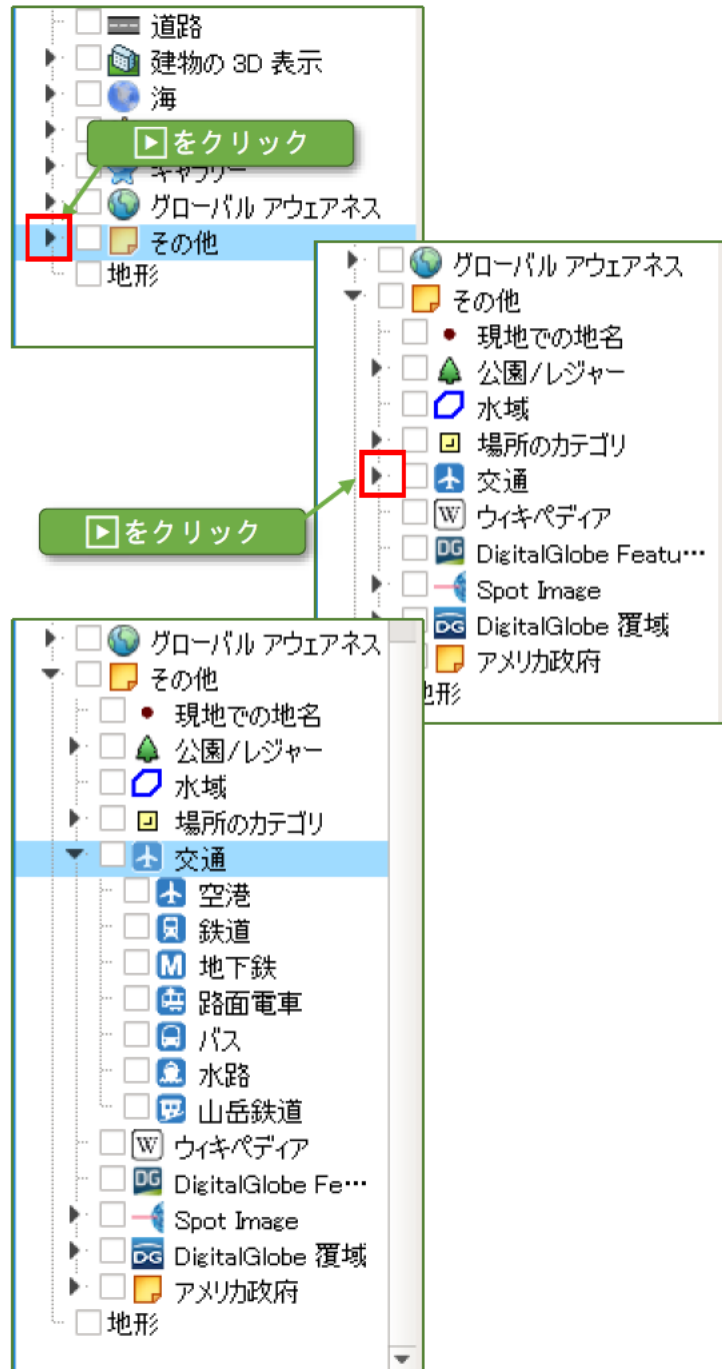 道路
建物の 3D 表示
海
▶をクリック
ギャラリー
グローバル アウェアネス
その他
地形
グローバル アウェアネス
その他
現地での地名
公園/レジャー
水域
場所のカテゴリ
交通
▶をクリック
W ウィキペディア
DG DigitalGlobe Featu…
Spot Image
DG DigitalGlobe 覆域
アメリカ政府
地形
グローバル アウェアネス
その他
現地での地名
公園/レジャー
水域
場所のカテゴリ
交通
空港
鉄道
M 地下鉄
路面電車
バス
水路
山岳鉄道
W ウィキペディア
DG DigitalGlobe Fe…
Spot Image
DG DigitalGlobe 覆域
アメリカ政府
地形